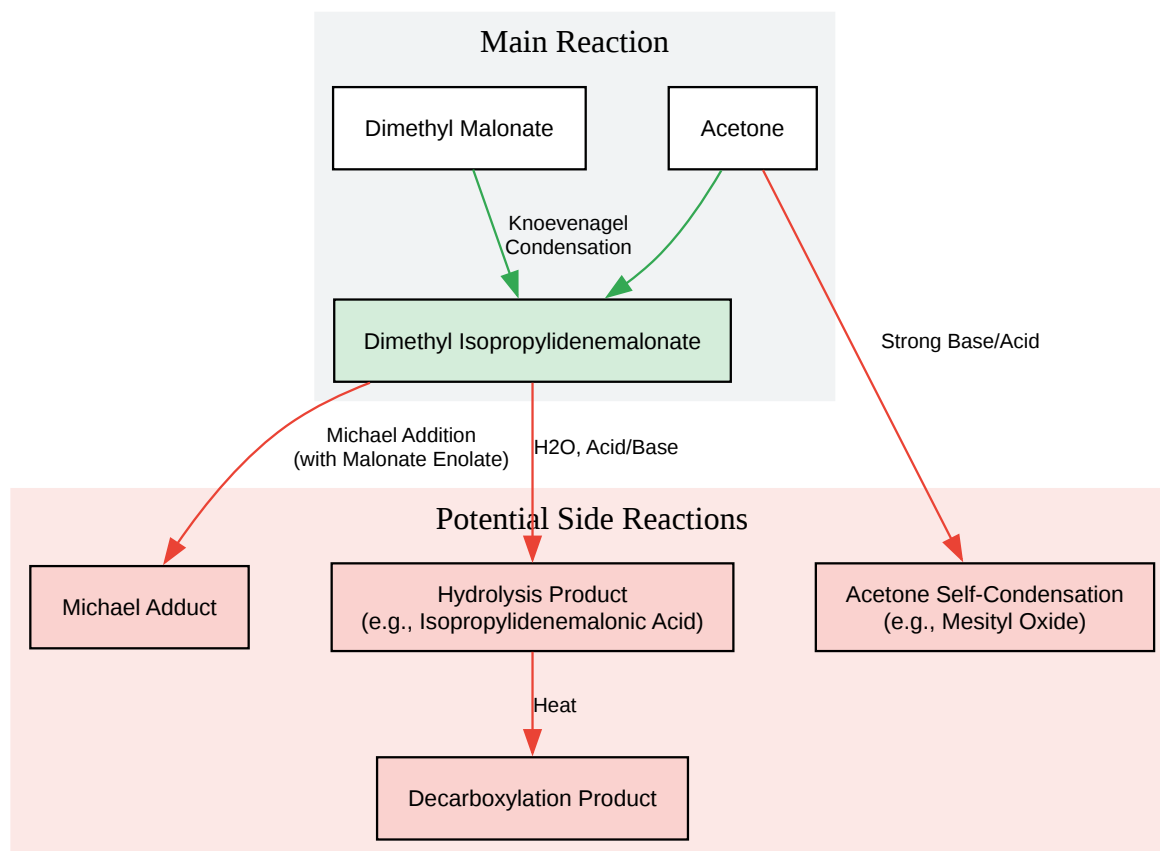 Main Reaction
Dimethyl Malonate
Acetone
Knoevenagel
Condensation
Dimethyl Isopropylidenemalonate
Strong Base/Acid
Michael Addition
(with Malonate Enolate)
H2O, Acid/Base
Potential Side Reactions
Michael Adduct
Hydrolysis Product
(e.g., Isopropylidenemalonic Acid)
Acetone Self-Condensation
(e.g., Mesityl Oxide)
Heat
Decarboxylation Product